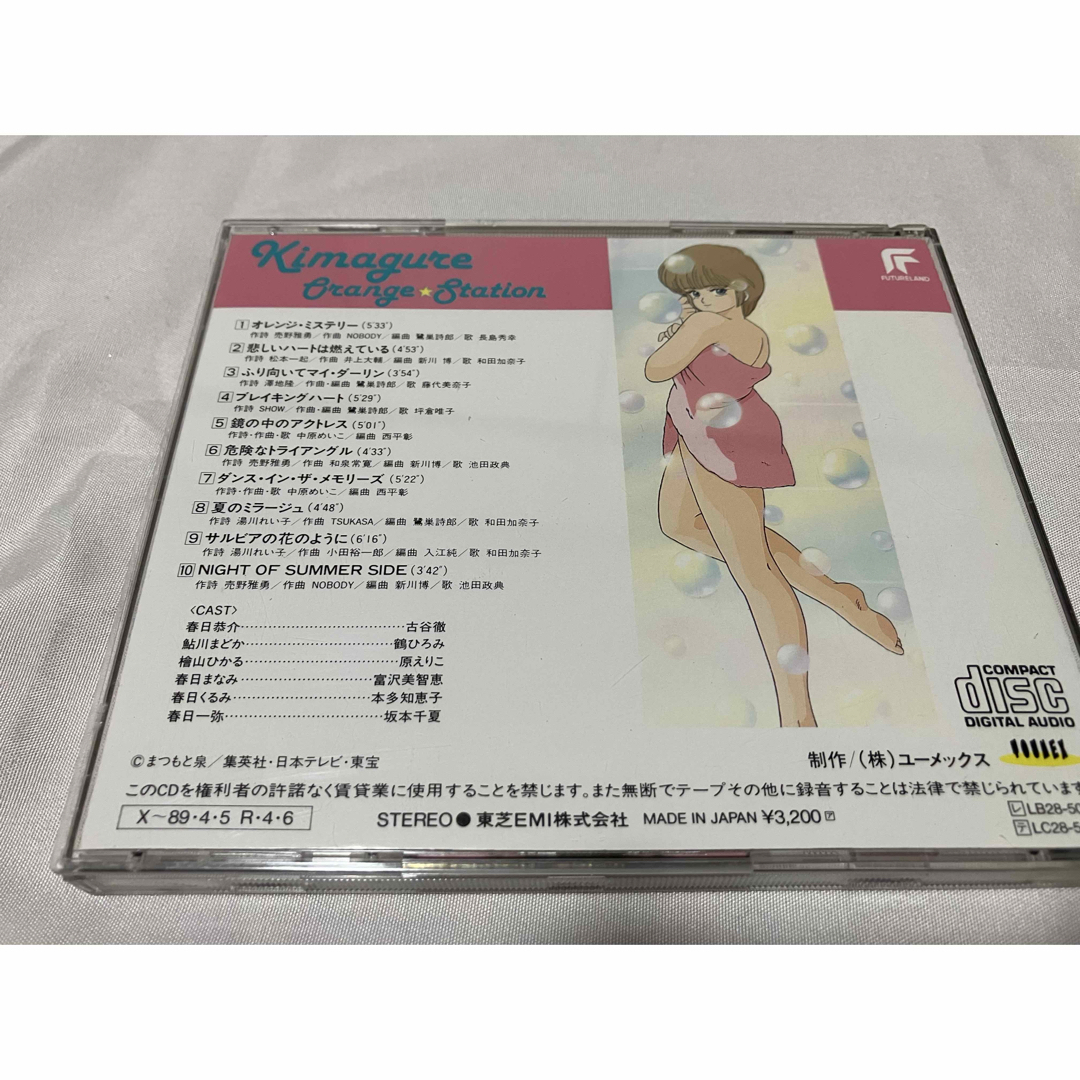 Kimagure
Orange★Station
FUTURELAND
1 オレンジ・ミステリー(5'33")
作詩 売野雅勇／作曲 NOBODY／編曲 鷺巣詩郎／歌 長島秀幸
2 悲しいハートは燃えている(4'53")
作詩 松本一起／作曲 井上大輔／編曲 新川 博／歌 和田加奈子
3 ふり向いてマイ・ダーリン(3'54")
作詩 澤地隆／作曲・編曲 鷺巣詩郎／歌 藤代美奈子
4 ブレイキングハート(5'29")
作詩 SHOW／作曲・編曲 鷺巣詩郎／歌 坪倉唯子
5 鏡の中のアクトレス(5'01")
作詩・作曲・歌 中原めいこ／編曲 西平彰
6 危険なトライアングル(4'33")
作詩 売野雅勇／作曲 和泉常寛／編曲 新川博／歌 池田政典
7 ダンス・イン・ザ・メモリーズ(5'22")
作詩・作曲・歌 中原めいこ／編曲 西平彰
8 夏のミラージュ(4'48")
作詩 湯川れい子／作曲 TSUKASA／編曲 鷺巣詩郎／歌 和田加奈子
9 サルビアの花のように(6'16")
作詩 湯川れい子／作曲 小田裕一郎／編曲 入江純／歌 和田加奈子
10 NIGHT OF SUMMER SIDE(3'42")
作詩 売野雅勇／作曲 NOBODY／編曲 新川博／歌 池田政典
〈CAST〉
春日恭介……………………………古谷徹
鮎川まどか…………………………鶴ひろみ
檜山ひかる…………………………原えりこ
春日まなみ……………………富沢美智恵
春日くるみ……………………本多知恵子
春日一弥…………………………坂本千夏
COMPACT
disc
DIGITAL AUDIO
©まつもと泉／集英社・日本テレビ・東宝
制作／(株)ユーメックス
このCDを権利者の許諾なく賃貸業に使用することを禁じます。また無断でテープその他に録音することは法律で禁じられています
X〜89・4・5 R・4・6
STEREO● 東芝EMI株式会社 MADE IN JAPAN ¥3,200
レ LB28-50
テ LC28-5